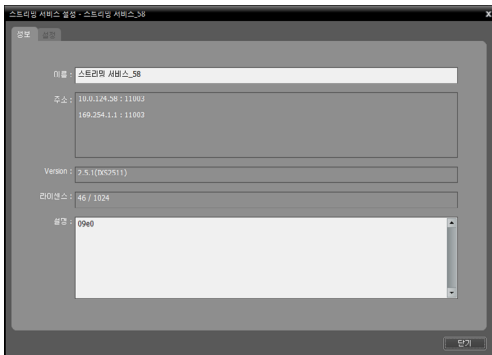 스트리밍 서비스 설정 - 스트리밍 서비스_58
X
정보 설정
이름 : 스트리밍 서비스_58
주소 : 10.0.124.58 : 11003
169.254.1.1 : 11003
Version : 2.5.1(DXS2511)
라이센스 : 46 / 1024
설명 : 09e0
닫기